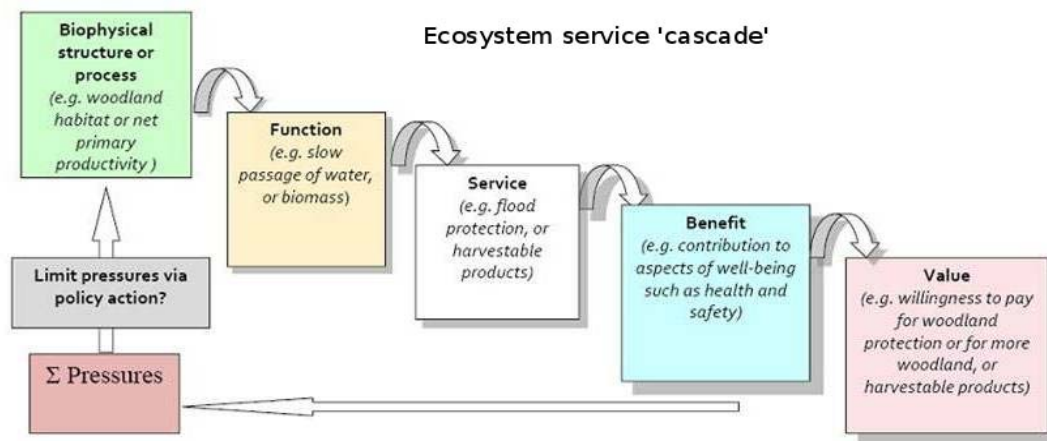 Ecosystem service 'cascade'
Biophysical
structure or
process
(e.g. woodland
habitat or net
primary
productivity )
Function
(e.g. slow
passage of water,
or biomass)
Service
(e.g. flood
protection, or
harvestable
products)
Benefit
(e.g. contribution to
aspects of well-being
such as health and
safety)
Value
(e.g. willingness to pay
for woodland
protection or for more
woodland, or
harvestable products)
Limit pressures via
policy action?
Σ Pressures